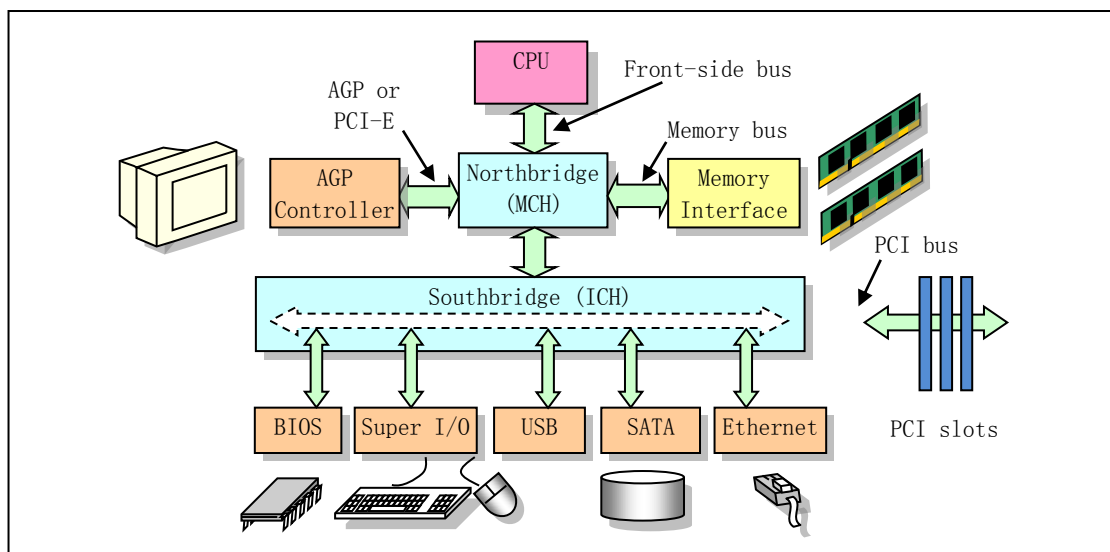 CPU
Front-side bus
AGP or
PCI-E
Memory bus
AGP
Controller
Northbridge
(MCH)
Memory
Interface
PCI bus
Southbridge (ICH)
BIOS
Super I/O
USB
SATA
Ethernet
PCI slots